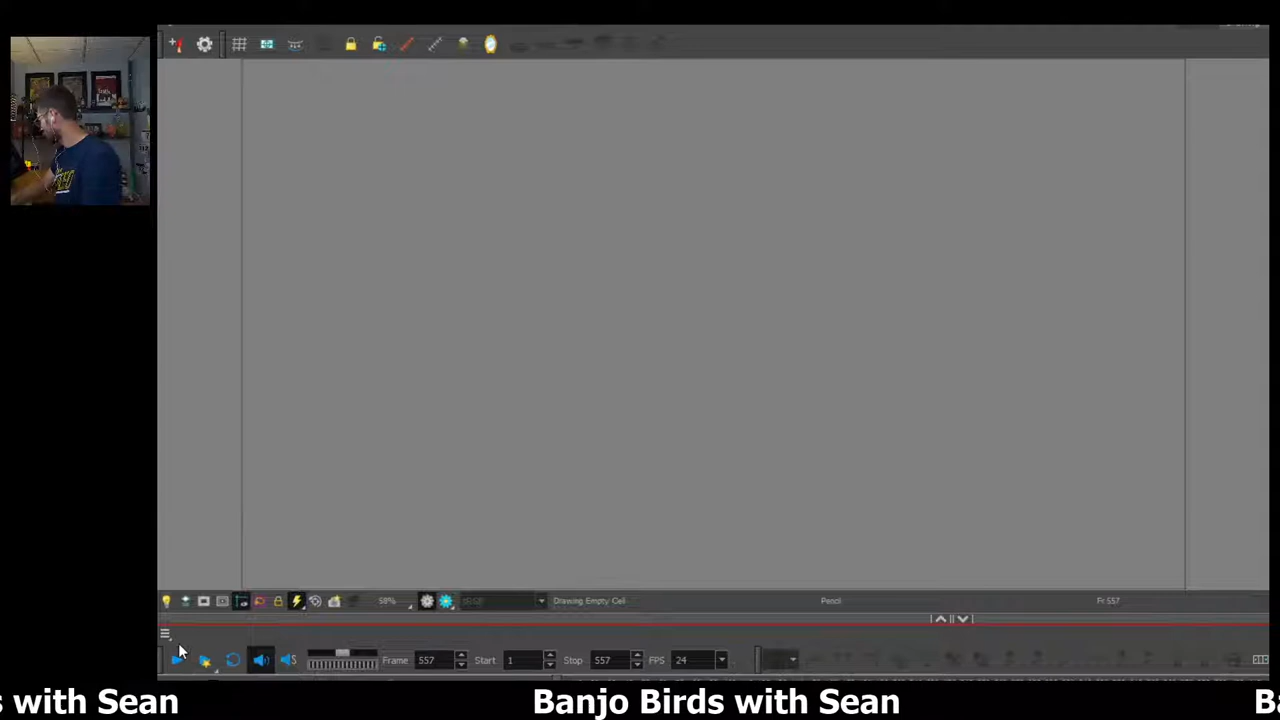 58%
Drawing Empty Cell
Pencil
Fr 557
Frame 557 Start 1 Stop 557 FPS 24
s with Sean Banjo Birds with Sean Ba